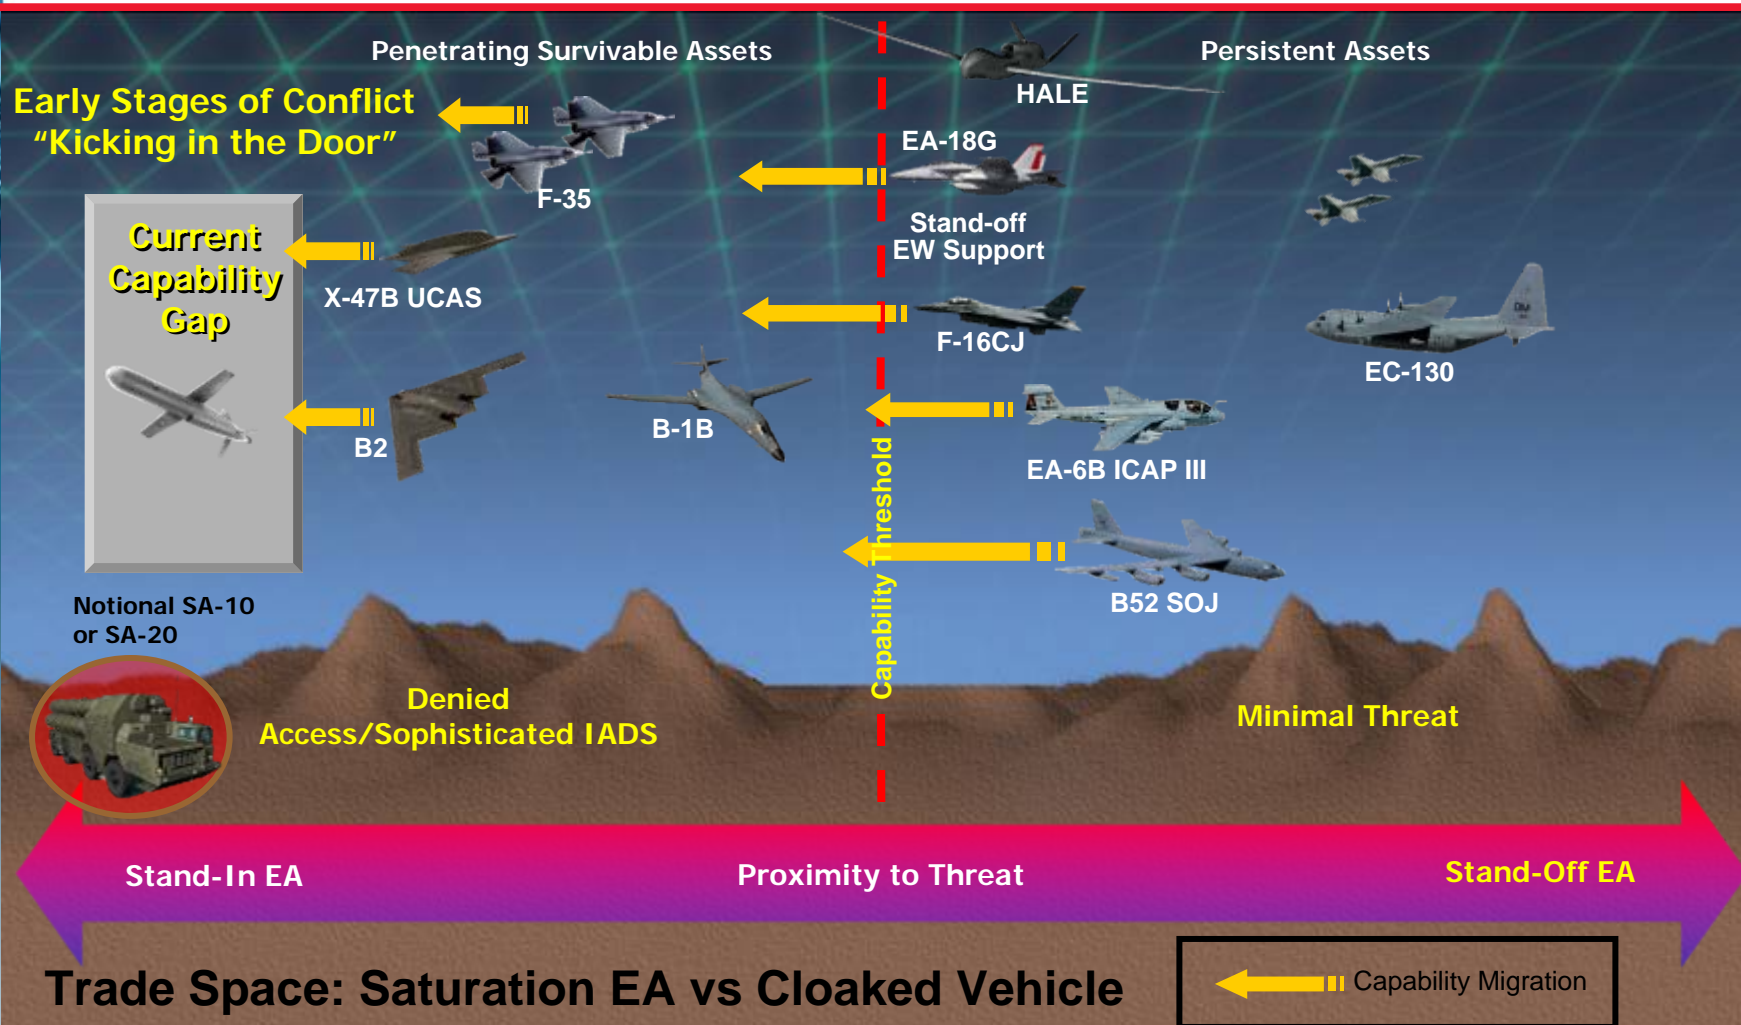 Penetrating Survivable Assets
Persistent Assets
Early Stages of Conflict
“Kicking in the Door”
HALE
EA-18G
F-35
Stand-off
EW Support
Current
Capability
Gap
X-47B UCAS
F-16CJ
EC-130
B2
B-1B
EA-6B ICAP III
Capability Threshold
B52 SOJ
Notional SA-10
or SA-20
Denied
Access/Sophisticated IADS
Minimal Threat
Stand-In EA
Proximity to Threat
Stand-Off EA
Trade Space: Saturation EA vs Cloaked Vehicle
Capability Migration